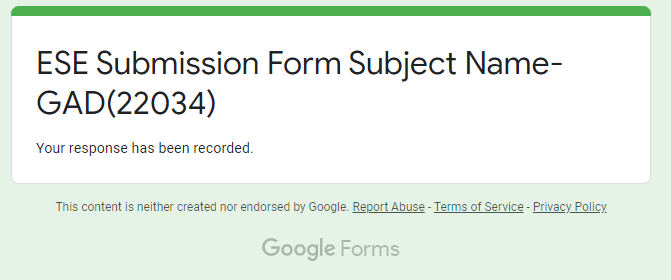 ESE Submission Form Subject Name-
GAD(22034)
Your response has been recorded.
This content is neither created nor endorsed by Google. Report Abuse - Terms of Service - Privacy Policy
Google Forms